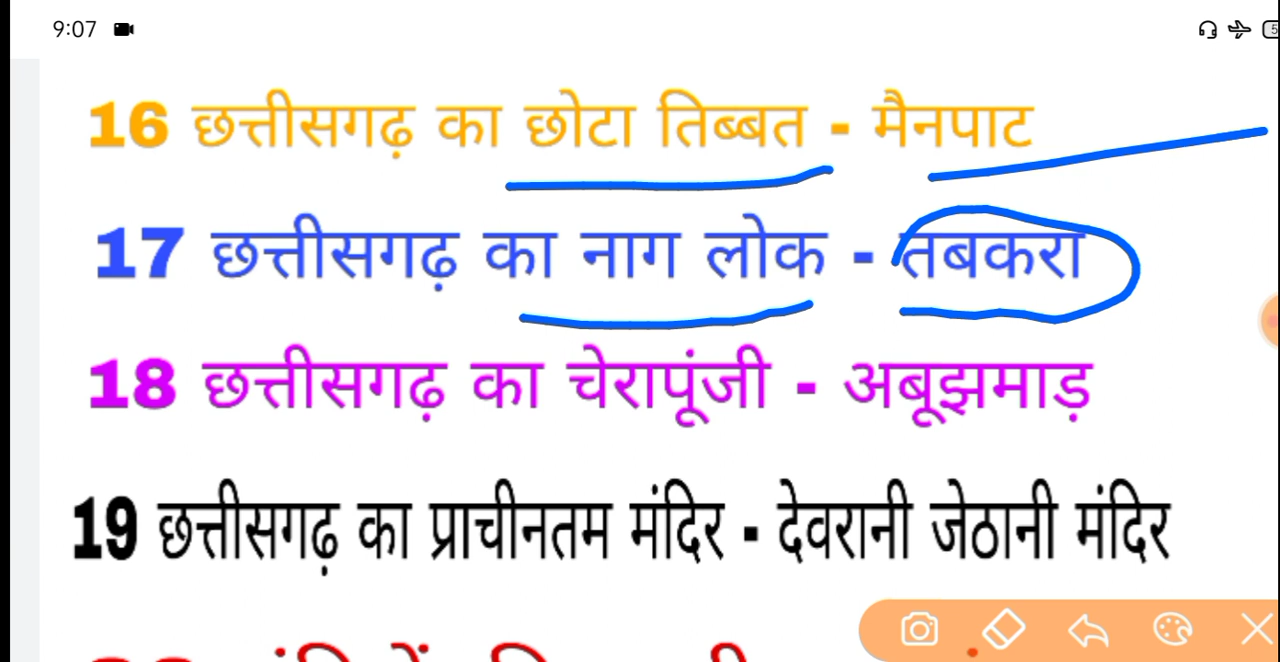 9:07
16 छत्तीसगढ़ का छोटा तिब्बत - मैनपाट
17 छत्तीसगढ़ का नाग लोक - तबकरा
18 छत्तीसगढ़ का चेरापूंजी - अबूझमाड़
19 छत्तीसगढ़ का प्राचीनतम मंदिर - देवरानी जेठानी मंदिर